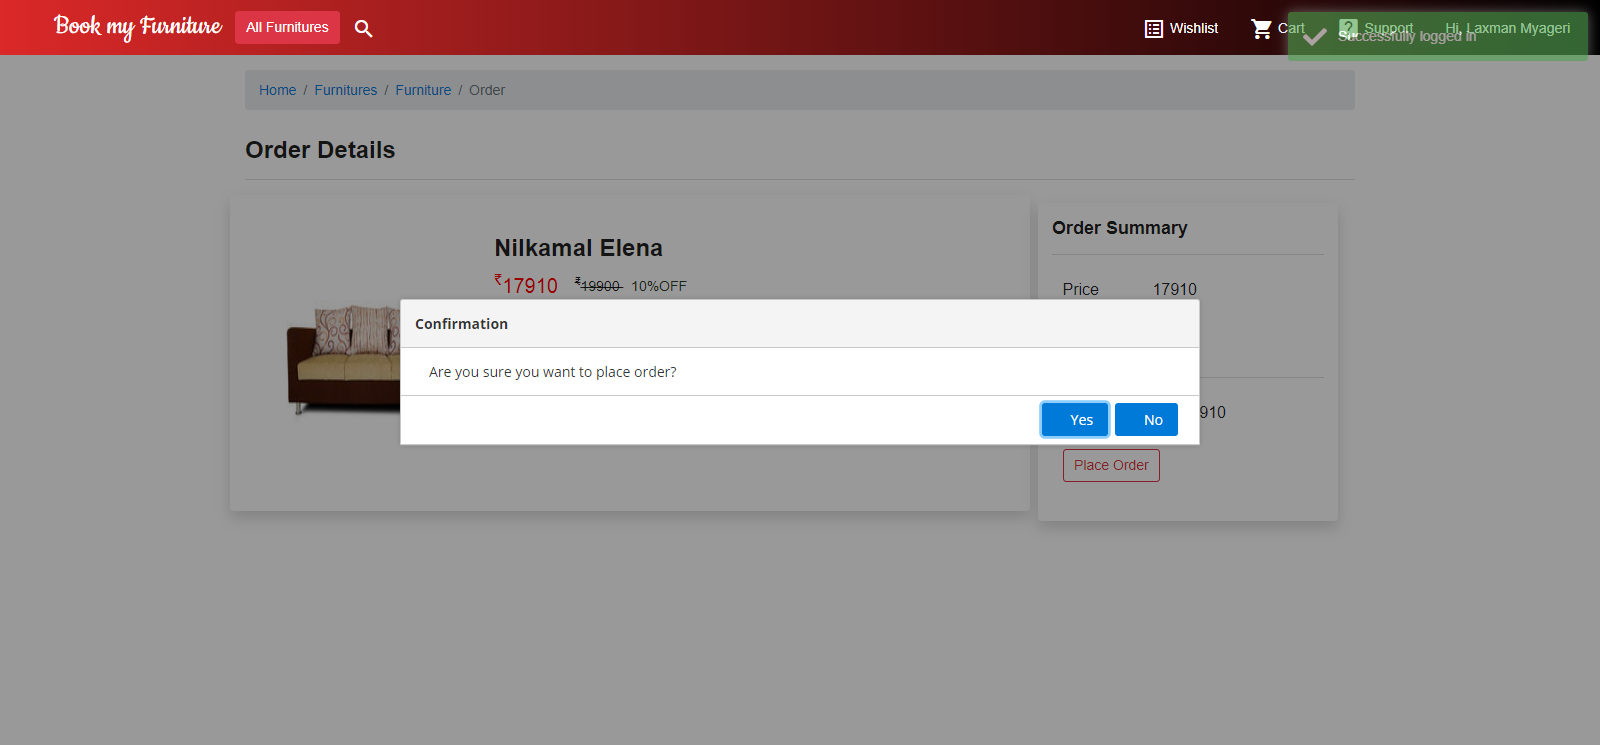 Book my Furniture All Furnitures Wishlist Cart Support Hi, Laxman Myageri
Successfully logged in
Home / Furnitures / Furniture / Order
Order Details
Nilkamal Elena
₹17910 ₹19900 10%OFF
Order Summary
Price 17910
Confirmation
Are you sure you want to place order?
Yes No
910
Place Order